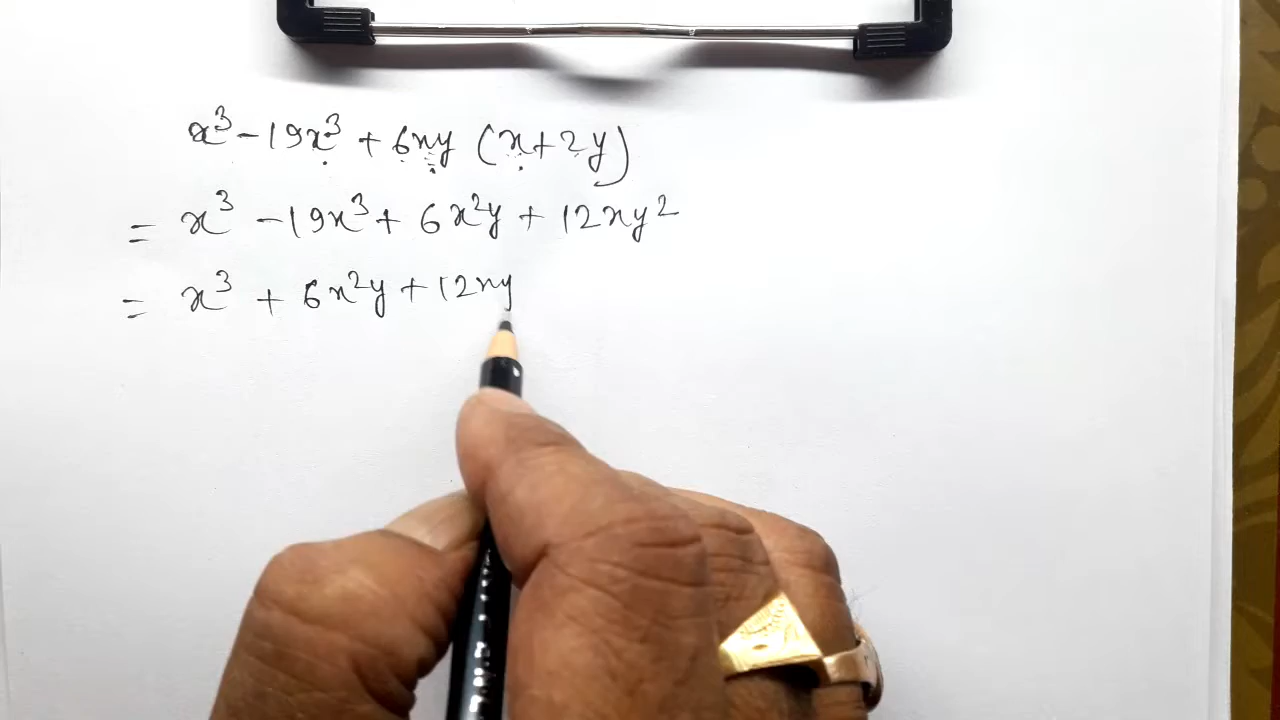 x³ - 19x³ + 6xy (x+2y)
= x³ - 19x³ + 6x²y + 12xy²
= x³ + 6x²y + 12xy